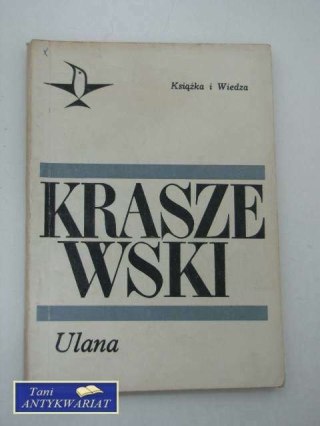 Książka i Wiedza
KRASZE
WSKI
Ulana
Tani
ANTYKWARIAT